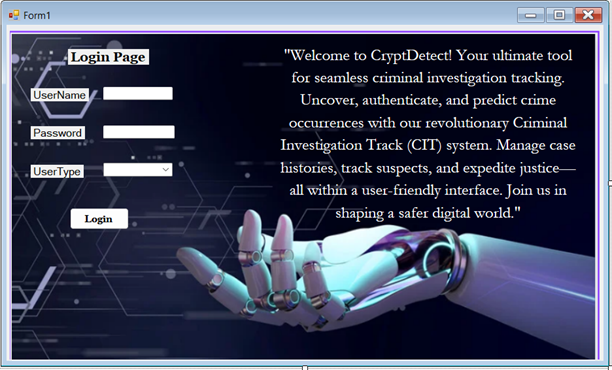 Form1
Login Page
UserName
Password
UserType
Login
"Welcome to CryptDetect! Your ultimate tool
for seamless criminal investigation tracking.
Uncover, authenticate, and predict crime
occurrences with our revolutionary Criminal
Investigation Track (CIT) system. Manage case
histories, track suspects, and expedite justice—
all within a user-friendly interface. Join us in
shaping a safer digital world."